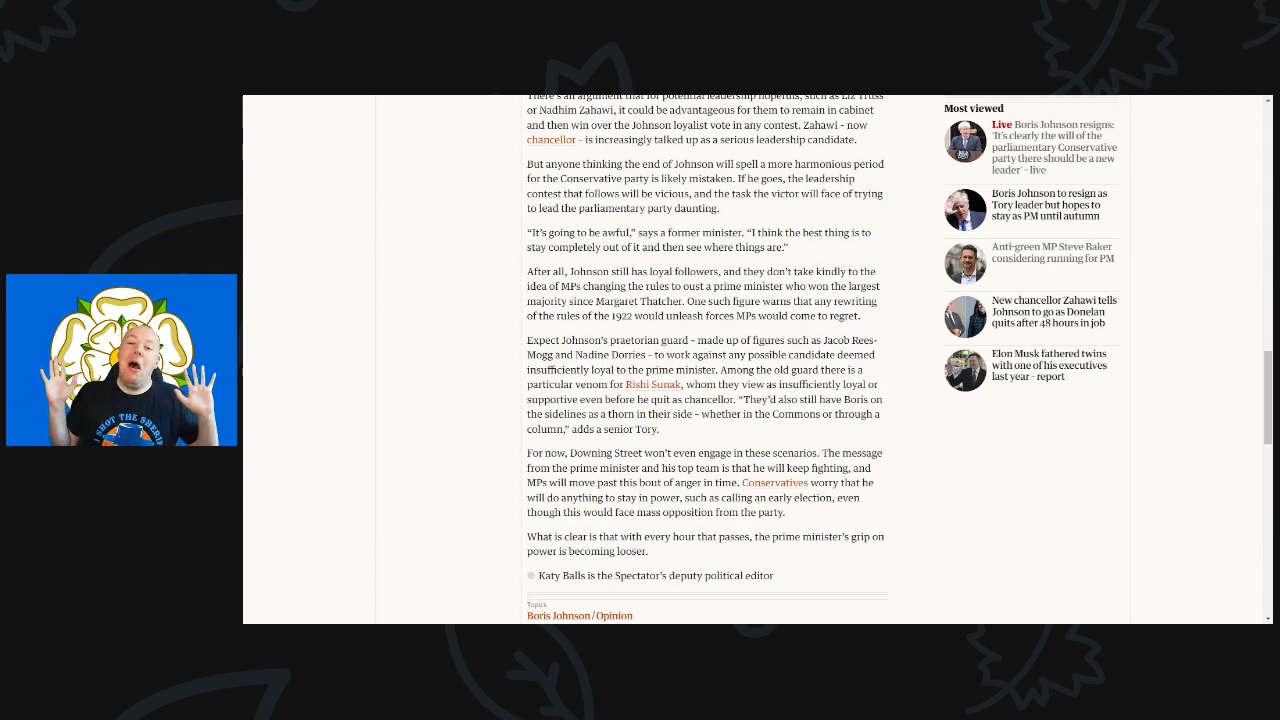 There's an argument that for potential leadership hopefuls, such as Liz Truss
or Nadhim Zahawi, it could be advantageous for them to remain in cabinet
and then win over the Johnson loyalist vote in any contest. Zahawi – now
chancellor – is increasingly talked up as a serious leadership candidate.
But anyone thinking the end of Johnson will spell a more harmonious period
for the Conservative party is likely mistaken. If he goes, the leadership
contest that follows will be vicious, and the task the victor will face of trying
to lead the parliamentary party daunting.
“It’s going to be awful,” says a former minister. “I think the best thing is to
stay completely out of it and then see where things are.”
After all, Johnson still has loyal followers, and they don’t take kindly to the
idea of MPs changing the rules to oust a prime minister who won the largest
majority since Margaret Thatcher. One such figure warns that any rewriting
of the rules of the 1922 would unleash forces MPs would come to regret.
Expect Johnson’s praetorian guard – made up of figures such as Jacob Rees-
Mogg and Nadine Dorries – to work against any possible candidate deemed
insufficiently loyal to the prime minister. Among the old guard there is a
particular venom for Rishi Sunak, whom they view as insufficiently loyal or
supportive even before he quit as chancellor. “They’d also still have Boris on
the sidelines as a thorn in their side – whether in the Commons or through a
column,” adds a senior Tory.
For now, Downing Street won’t even engage in these scenarios. The message
from the prime minister and his top team is that he will keep fighting, and
MPs will move past this bout of anger in time. Conservatives worry that he
will do anything to stay in power, such as calling an early election, even
though this would face mass opposition from the party.
What is clear is that with every hour that passes, the prime minister’s grip on
power is becoming looser.
Katy Balls is the Spectator’s deputy political editor
Topics
Boris Johnson / Opinion
Most viewed
Live Boris Johnson resigns:
‘It’s clearly the will of the
parliamentary Conservative
party there should be a new
leader’ – live
Boris Johnson to resign as
Tory leader but hopes to
stay as PM until autumn
Anti-green MP Steve Baker
considering running for PM
New chancellor Zahawi tells
Johnson to go as Donelan
quits after 48 hours in job
Elon Musk fathered twins
with one of his executives
last year – report
I SHOT THE SHERIF